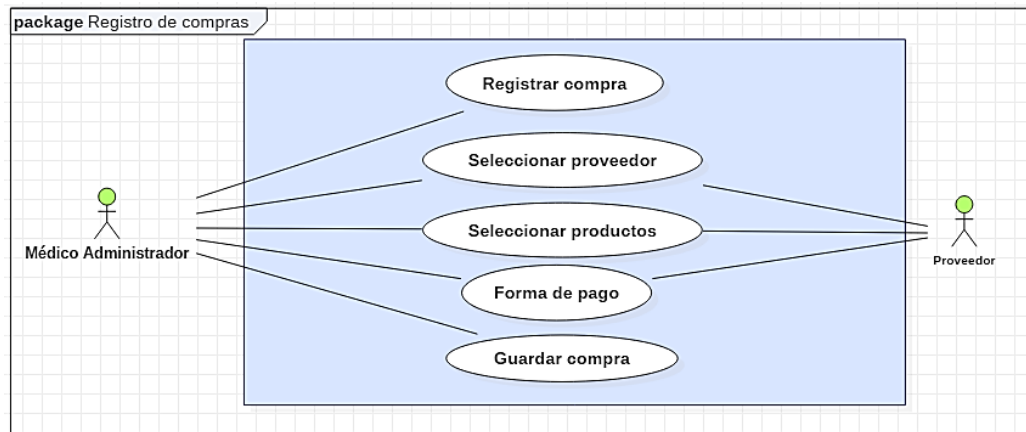 package Registro de compras
Registrar compra
Seleccionar proveedor
Seleccionar productos
Médico Administrador
Proveedor
Forma de pago
Guardar compra